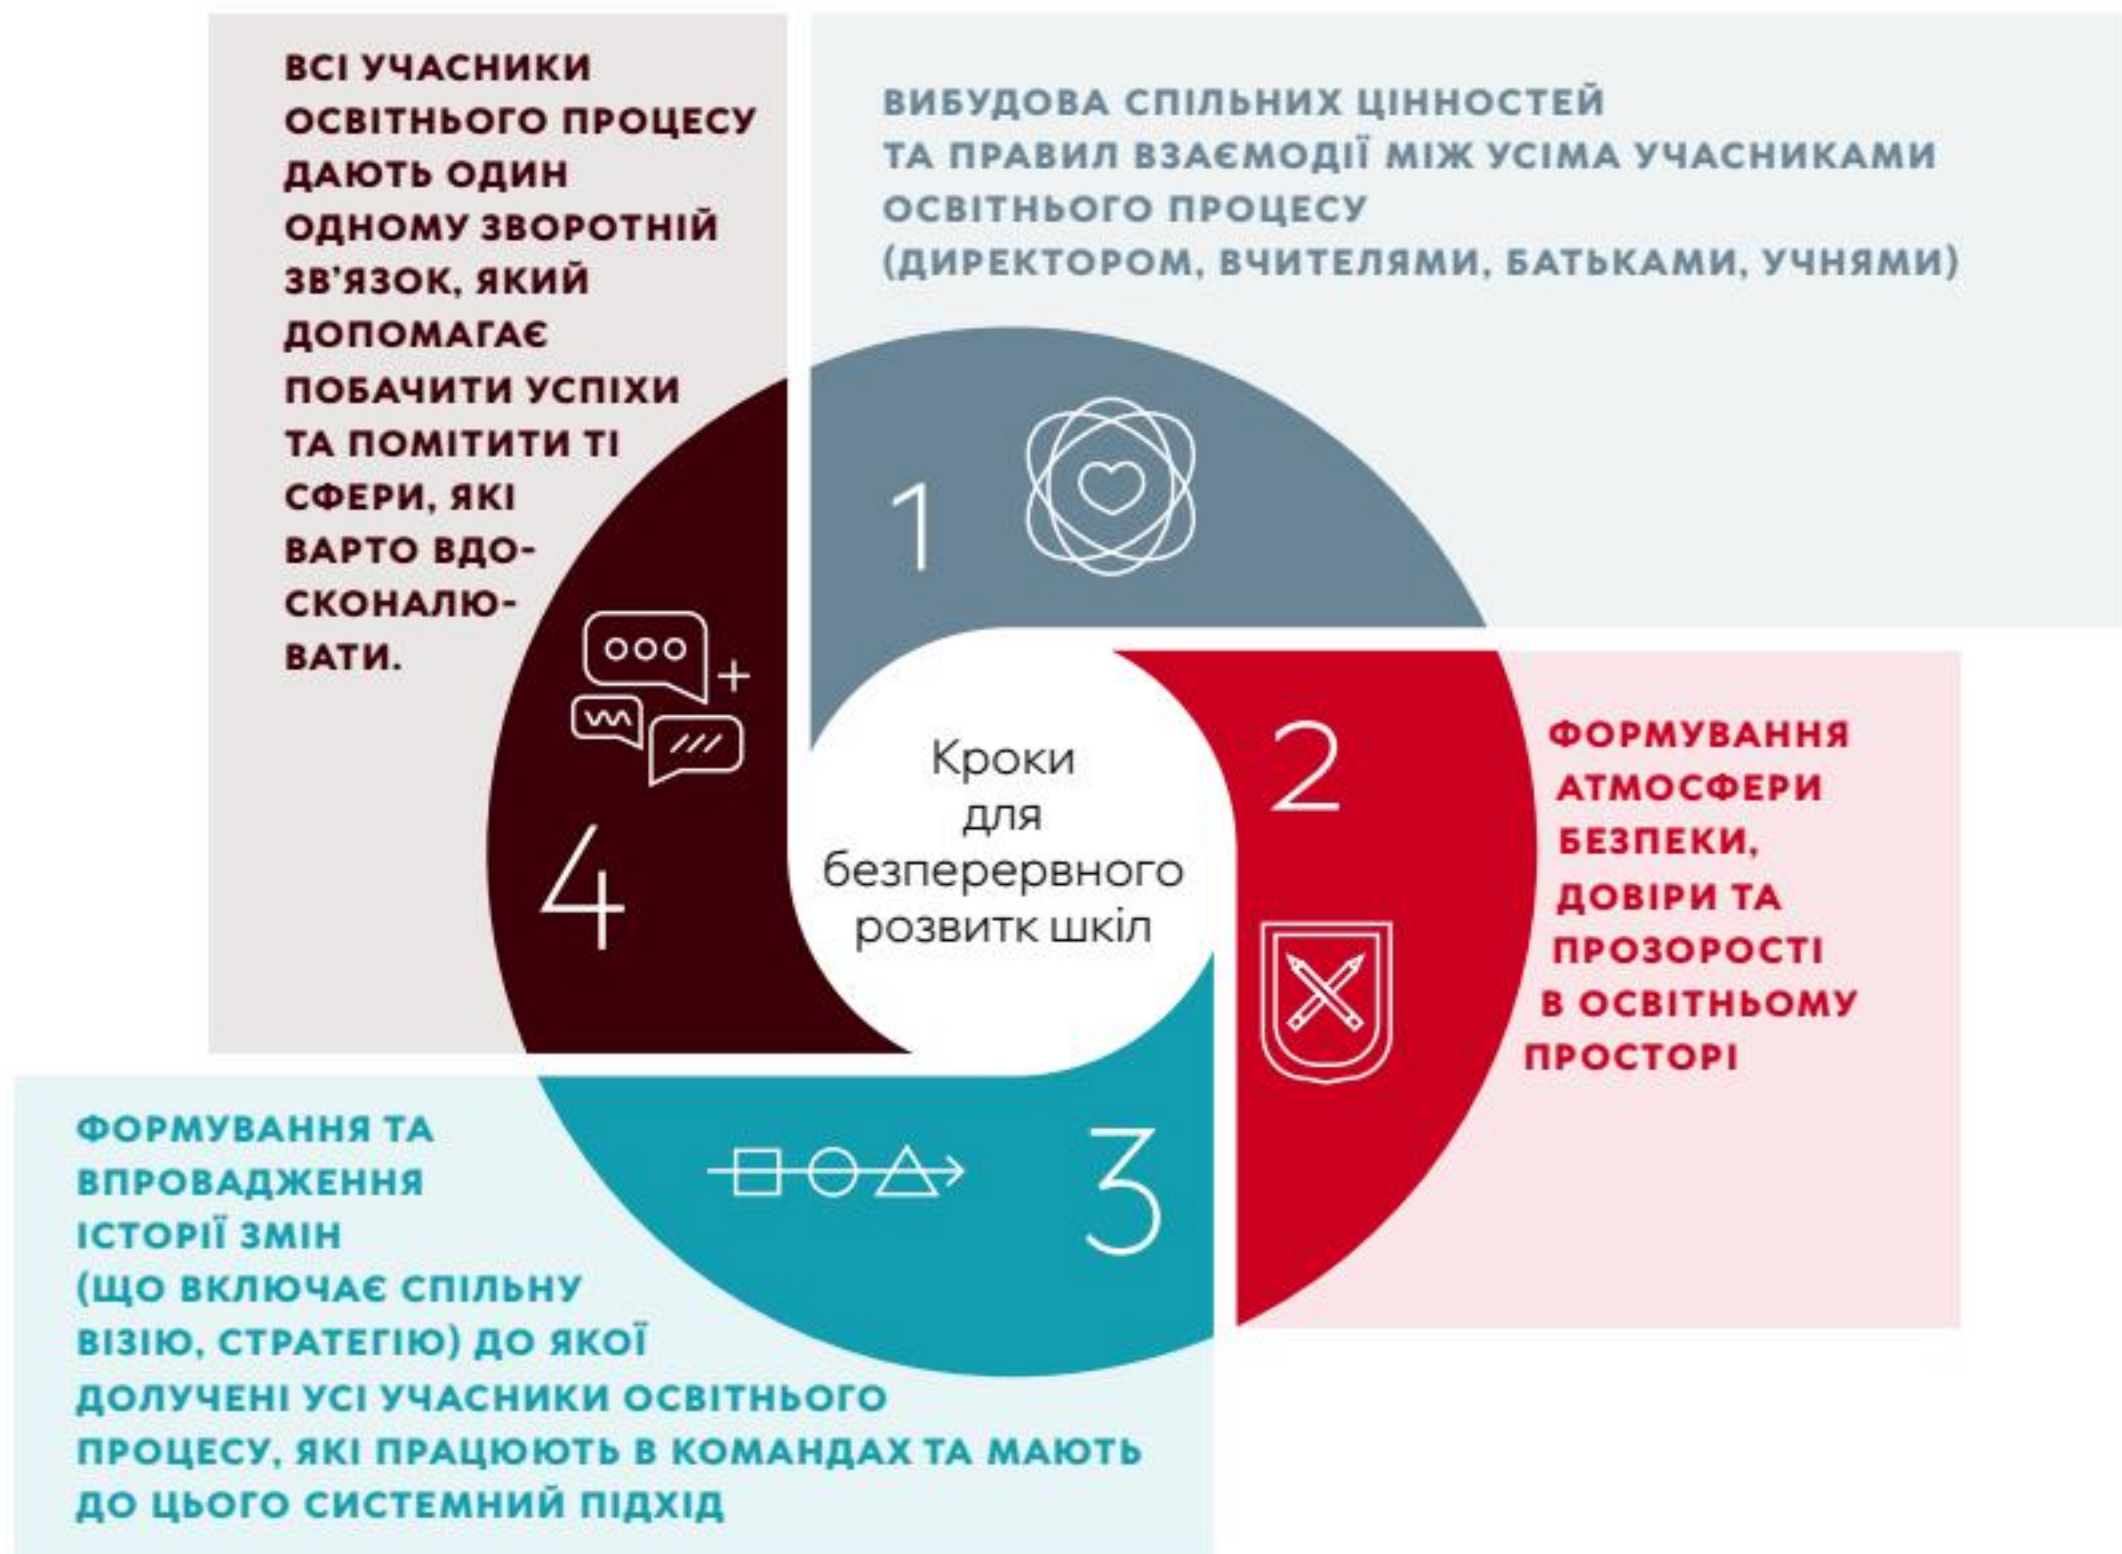 ВСІ УЧАСНИКИ
ОСВІТНЬОГО ПРОЦЕСУ
ДАЮТЬ ОДИН
ОДНОМУ ЗВОРОТНІЙ
ЗВ'ЯЗОК, ЯКИЙ
ДОПОМАГАЄ
ПОБАЧИТИ УСПІХИ
ТА ПОМІТИТИ ТІ
СФЕРИ, ЯКІ
ВАРТО ВДО-
СКОНАЛЮ-
ВАТИ.
4
ВИБУДОВА СПІЛЬНИХ ЦІННОСТЕЙ
ТА ПРАВИЛ ВЗАЄМОДІЇ МІЖ УСІМА УЧАСНИКАМИ
ОСВІТНЬОГО ПРОЦЕСУ
(ДИРЕКТОРОМ, ВЧИТЕЛЯМИ, БАТЬКАМИ, УЧНЯМИ)
1
Кроки
для
безперервного
розвитк шкіл
2
ФОРМУВАННЯ
АТМОСФЕРИ
БЕЗПЕКИ,
ДОВІРИ ТА
ПРОЗОРОСТІ
В ОСВІТНЬОМУ
ПРОСТОРІ
3
ФОРМУВАННЯ ТА
ВПРОВАДЖЕННЯ
ІСТОРІЇ ЗМІН
(ЩО ВКЛЮЧАЄ СПІЛЬНУ
ВІЗІЮ, СТРАТЕГІЮ) ДО ЯКОЇ
ДОЛУЧЕНІ УСІ УЧАСНИКИ ОСВІТНЬОГО
ПРОЦЕСУ, ЯКІ ПРАЦЮЮТЬ В КОМАНДАХ ТА МАЮТЬ
ДО ЦЬОГО СИСТЕМНИЙ ПІДХІД